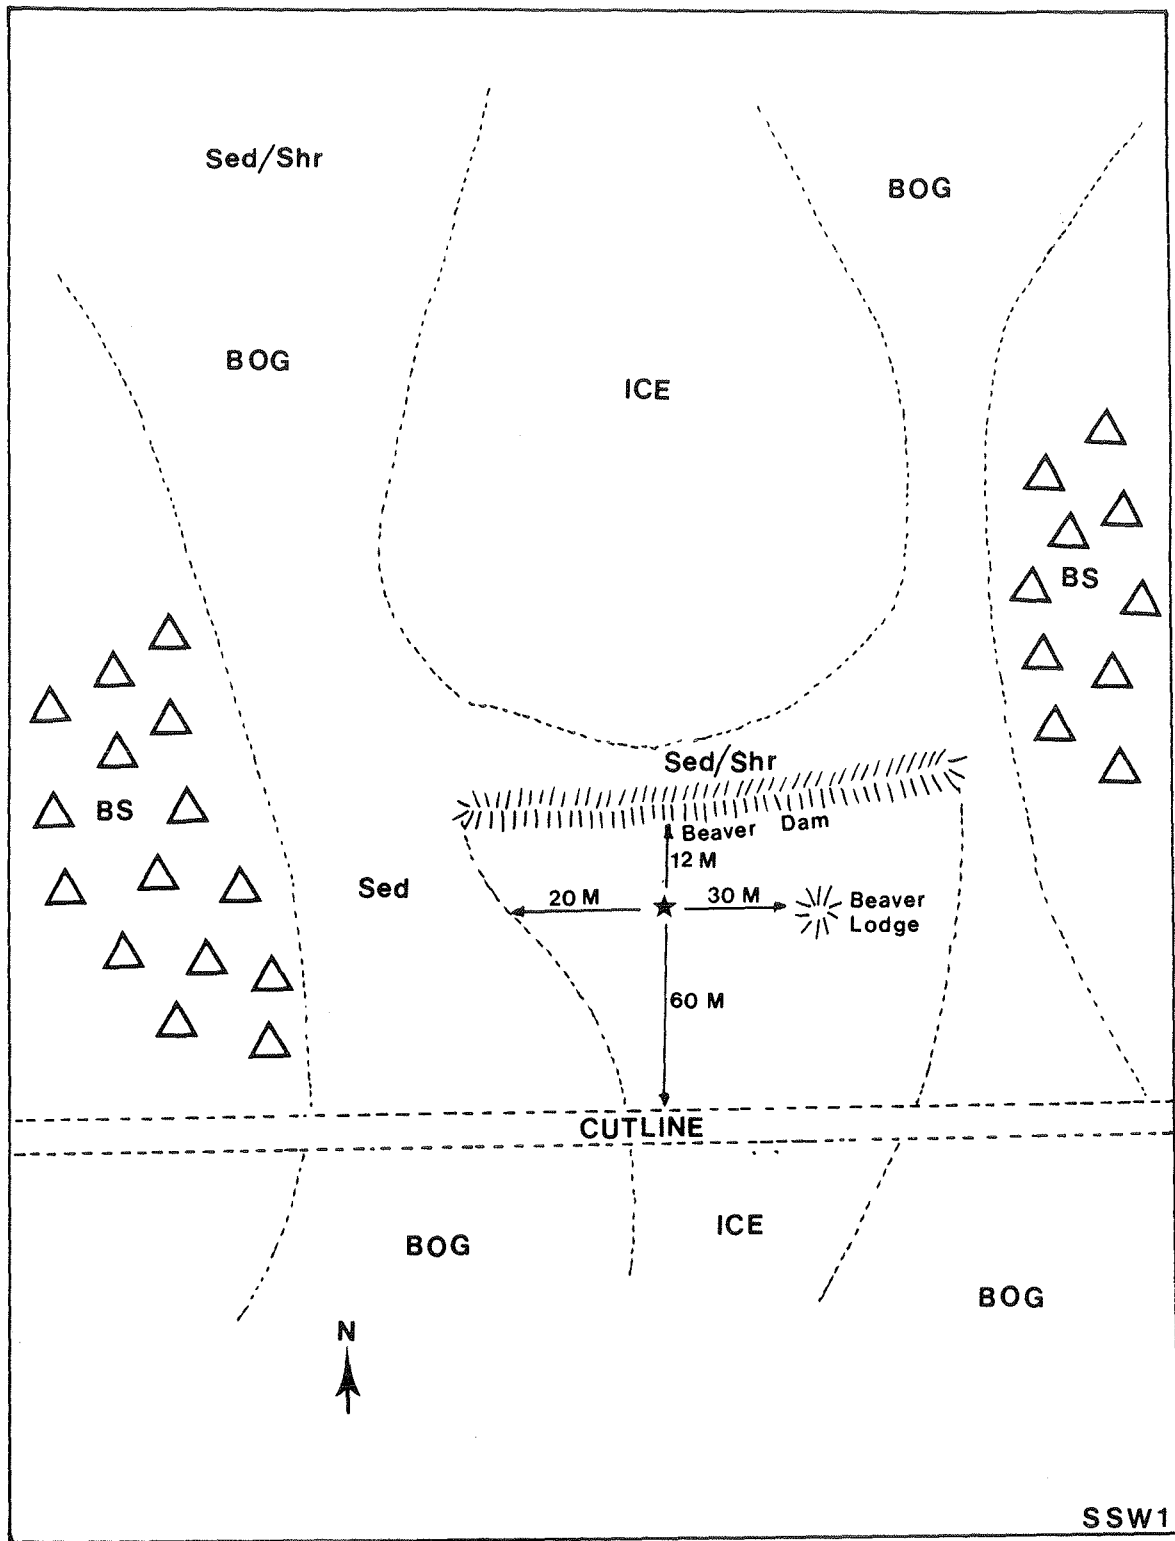 Sed/Shr
BOG
BOG
ICE
BS
Sed/Shr
BS
Beaver Dam
12 M
Sed
20 M
30 M
Beaver
Lodge
60 M
CUTLINE
ICE
BOG
BOG
N
SSW1